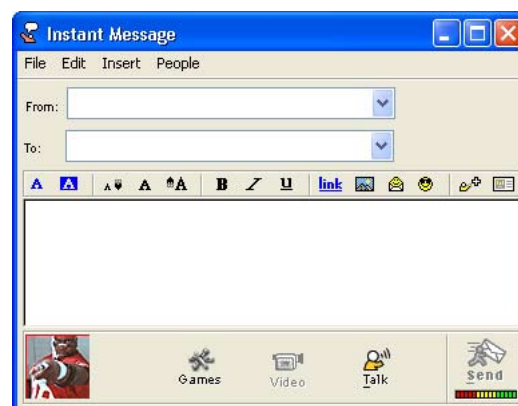 Instant Message
File Edit Insert People
From:
To:
A A A A A B I U link
Games Video Talk Send